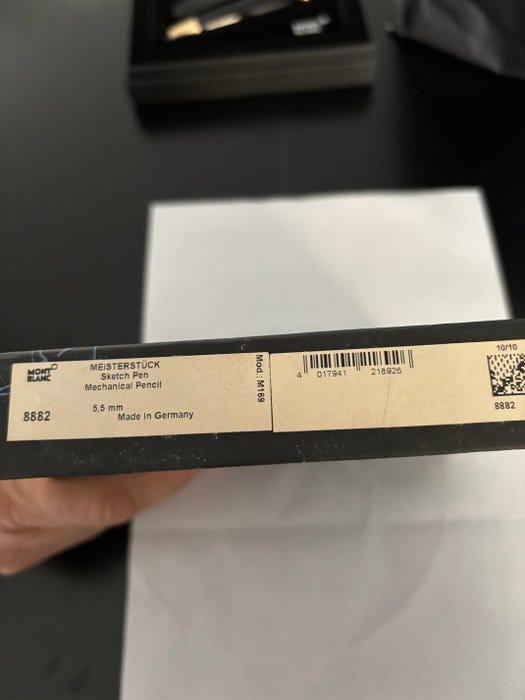 MONT
BLANC
MEISTERSTÜCK
Sketch Pen
Mechanical Pencil
8882
5,5 mm
Made in Germany
Mod.: M169
4 017941 218926
10/10
8882